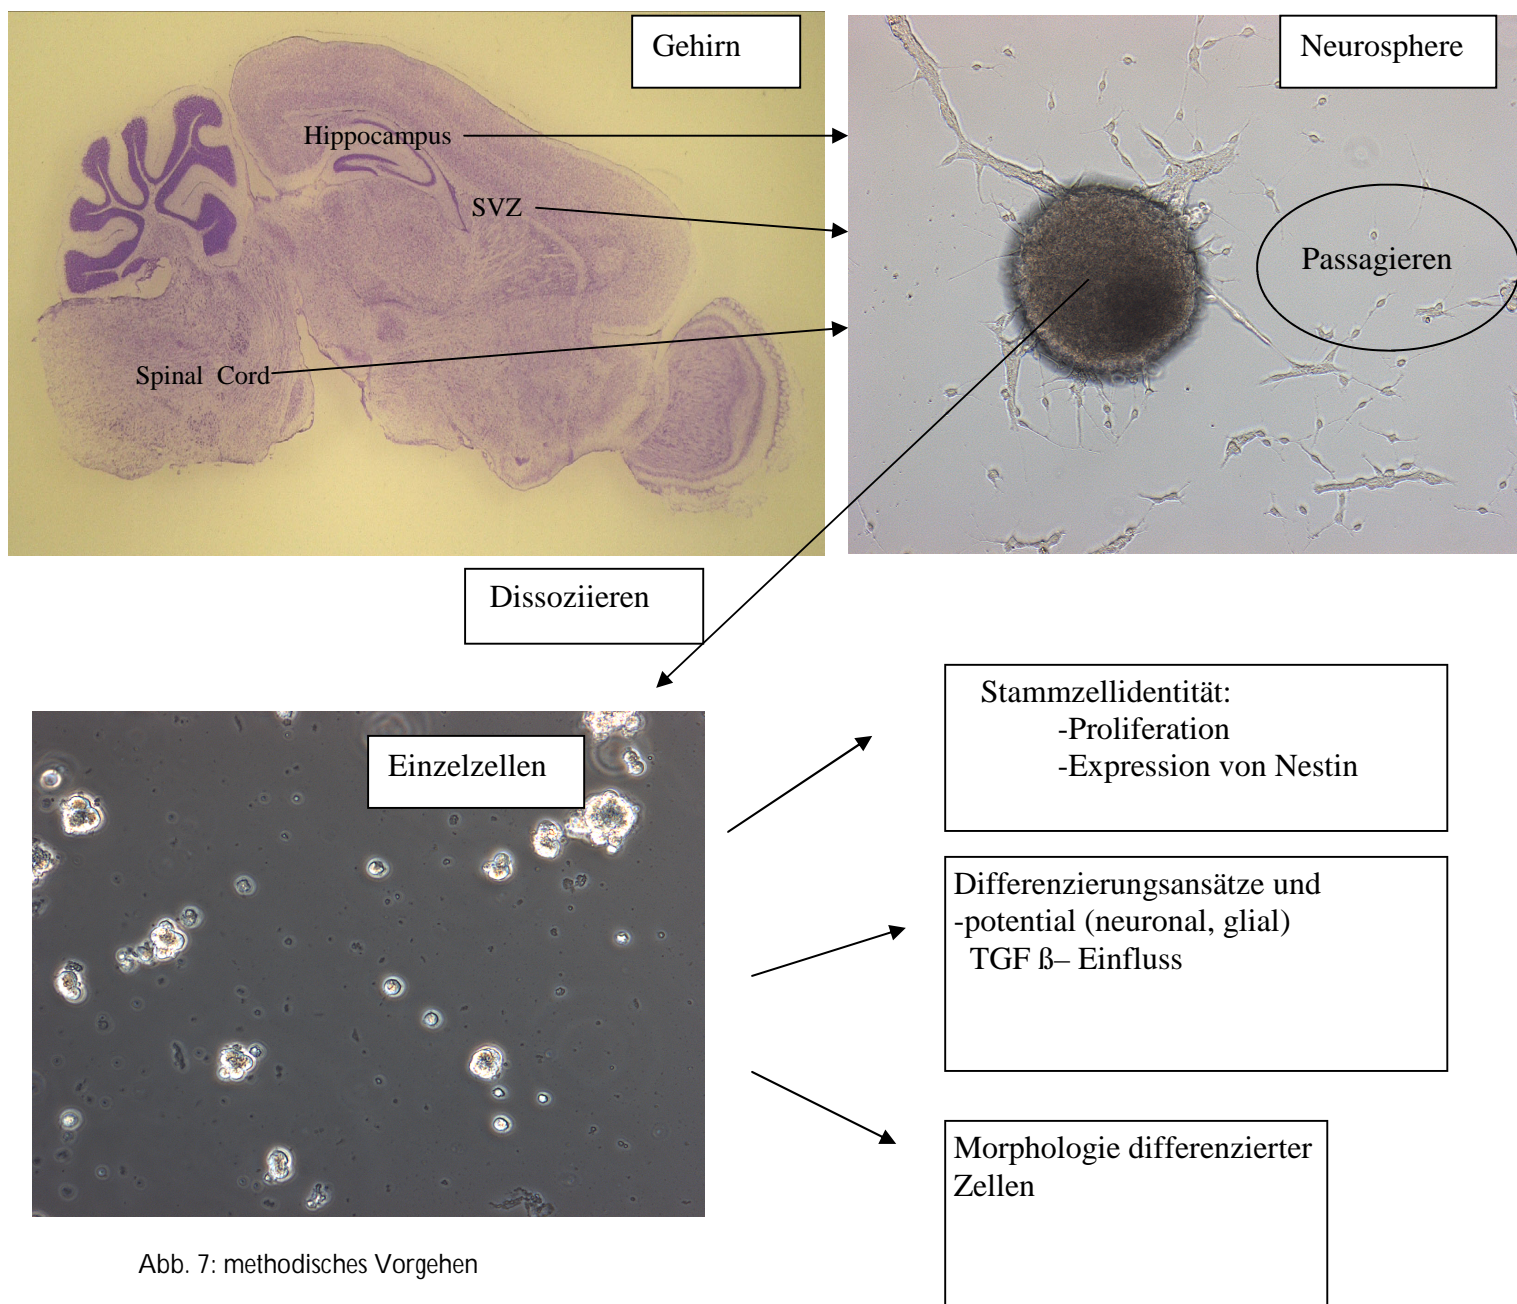 Gehirn
Neurosphere
Hippocampus
SVZ
Passagieren
Spinal Cord
Dissoziieren
Einzelzellen
Stammzellidentität:
-Proliferation
-Expression von Nestin
Differenzierungsansätze und
-potential (neuronal, glial)
TGF ß– Einfluss
Morphologie differenzierter
Zellen
Abb. 7: methodisches Vorgehen